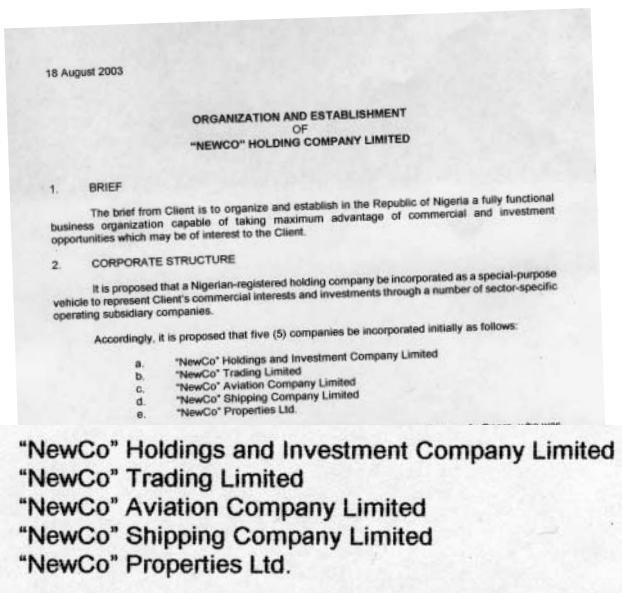 18 August 2003
ORGANIZATION AND ESTABLISHMENT
OF
"NEWCO" HOLDING COMPANY LIMITED
1. BRIEF
The brief from Client is to organize and establish in the Republic of Nigeria a fully functional
business organization capable of taking maximum advantage of commercial and investment
opportunities which may be of interest to the Client.
2. CORPORATE STRUCTURE
It is proposed that a Nigerian-registered holding company be incorporated as a special-purpose
vehicle to represent Client's commercial interests and investments through a number of sector-specific
operating subsidiary companies.
Accordingly, it is proposed that five (5) companies be incorporated initially as follows:
a. "NewCo" Holdings and Investment Company Limited
b. "NewCo" Trading Limited
c. "NewCo" Aviation Company Limited
d. "NewCo" Shipping Company Limited
e. "NewCo" Properties Ltd.
“NewCo” Holdings and Investment Company Limited
“NewCo” Trading Limited
“NewCo” Aviation Company Limited
“NewCo” Shipping Company Limited
“NewCo” Properties Ltd.